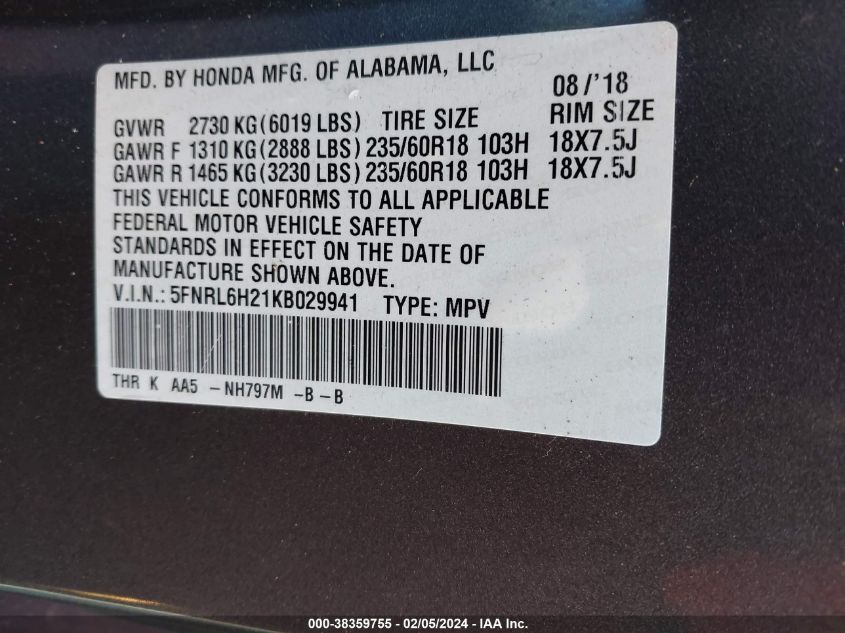 MFD. BY HONDA MFG. OF ALABAMA, LLC
08/'18
GVWR 2730 KG(6019 LBS) TIRE SIZE RIM SIZE
GAWR F 1310 KG(2888 LBS) 235/60R18 103H 18X7.5J
GAWR R 1465 KG(3230 LBS) 235/60R18 103H 18X7.5J
THIS VEHICLE CONFORMS TO ALL APPLICABLE
FEDERAL MOTOR VEHICLE SAFETY
STANDARDS IN EFFECT ON THE DATE OF
MANUFACTURE SHOWN ABOVE.
V.I.N.: 5FNRL6H21KB029941 TYPE: MPV
THR K AA5 -NH797M -B-B
000-38359755 - 02/05/2024 - IAA Inc.